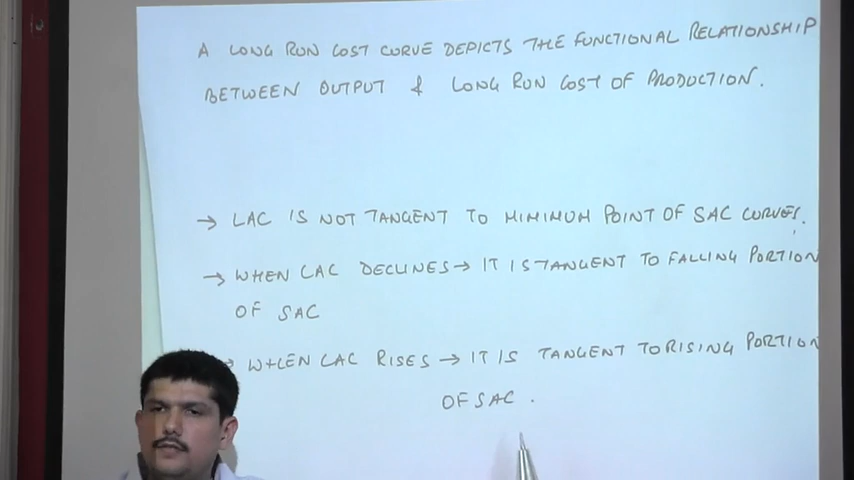 A LONG RUN COST CURVE DEPICTS THE FUNCTIONAL RELATIONSHIP
BETWEEN OUTPUT & LONG RUN COST OF PRODUCTION.
→ LAC IS NOT TANGENT TO MINIMUM POINT OF SAC CURVES.
→ WHEN LAC DECLINES → IT IS TANGENT TO FALLING PORTION
OF SAC
→ WHEN LAC RISES → IT IS TANGENT TO RISING PORTION
OF SAC .